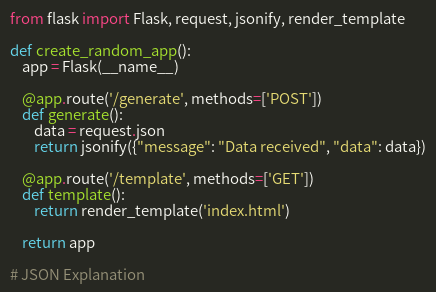 from flask import Flask, request, jsonify, render_template

def create_random_app():
    app = Flask(__name__)

    @app.route('/generate', methods=['POST'])
    def generate():
        data = request.json
        return jsonify({"message": "Data received", "data": data})

    @app.route('/template', methods=['GET'])
    def template():
        return render_template('index.html')

    return app

# JSON Explanation